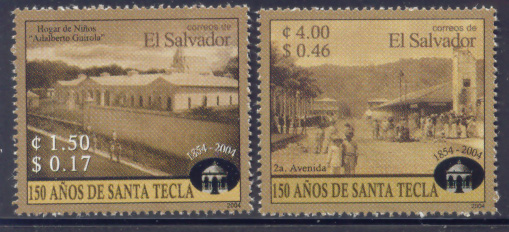 Hogar de Niños
"Adalberto Guirola"
correos de
El Salvador
¢ 1.50
$ 0.17
1854-2004
150 AÑOS DE SANTA TECLA
2004
¢ 4.00
$ 0.46
correos de
El Salvador
2a. Avenida
1854-2004
150 AÑOS DE SANTA TECLA
2004